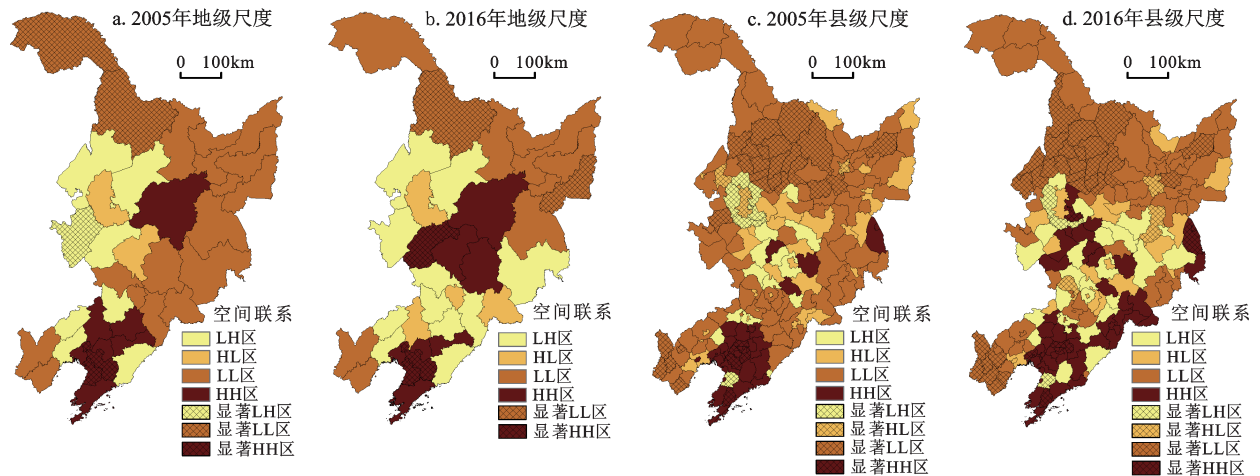 a. 2005年地级尺度
0 100km
空间联系
LH区
HL区
LL区
HH区
显著LH区
显著LL区
显著HH区
b. 2016年地级尺度
0 100km
空间联系
LH区
HL区
LL区
HH区
显著LL区
显著HH区
c. 2005年县级尺度
0 100km
空间联系
LH区
HL区
LL区
HH区
显著LH区
显著HL区
显著LL区
显著HH区
d. 2016年县级尺度
0 100km
空间联系
LH区
HL区
LL区
HH区
显著LH区
显著HL区
显著LL区
显著HH区